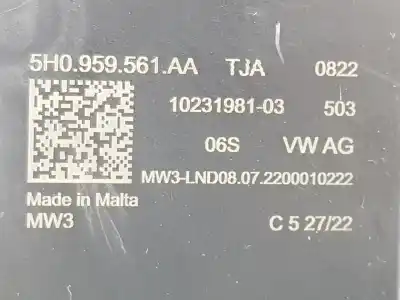 5H0.959.561.AA TJA 0822
10231981-03 503
06S VW AG
MW3-LND08.07.2200010222
Made in Malta
MW3 C 5 27/22